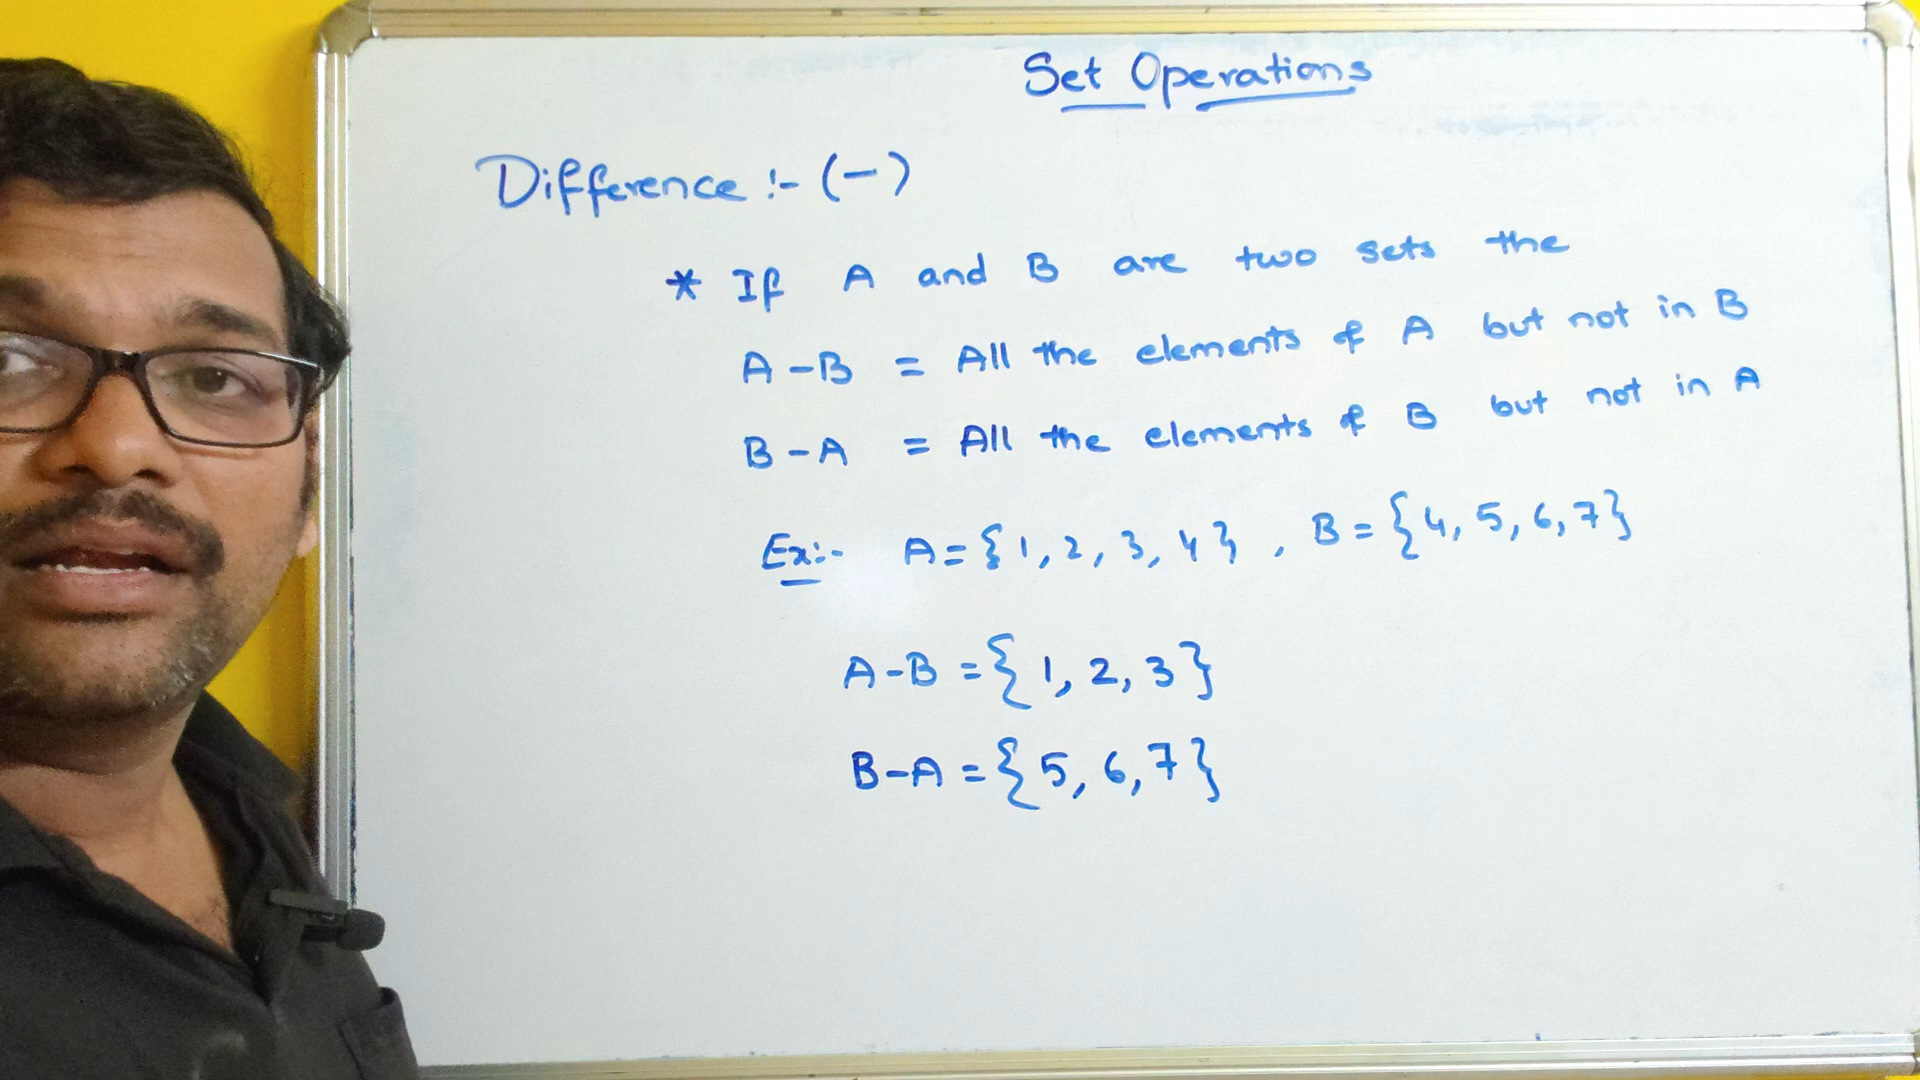 Set Operations
Difference :- (-)
* If A and B are two sets the
A-B = All the elements of A but not in B
B-A = All the elements of B but not in A
Ex:- A={1,2,3,4}, B={4,5,6,7}
A-B={1,2,3}
B-A={5,6,7}